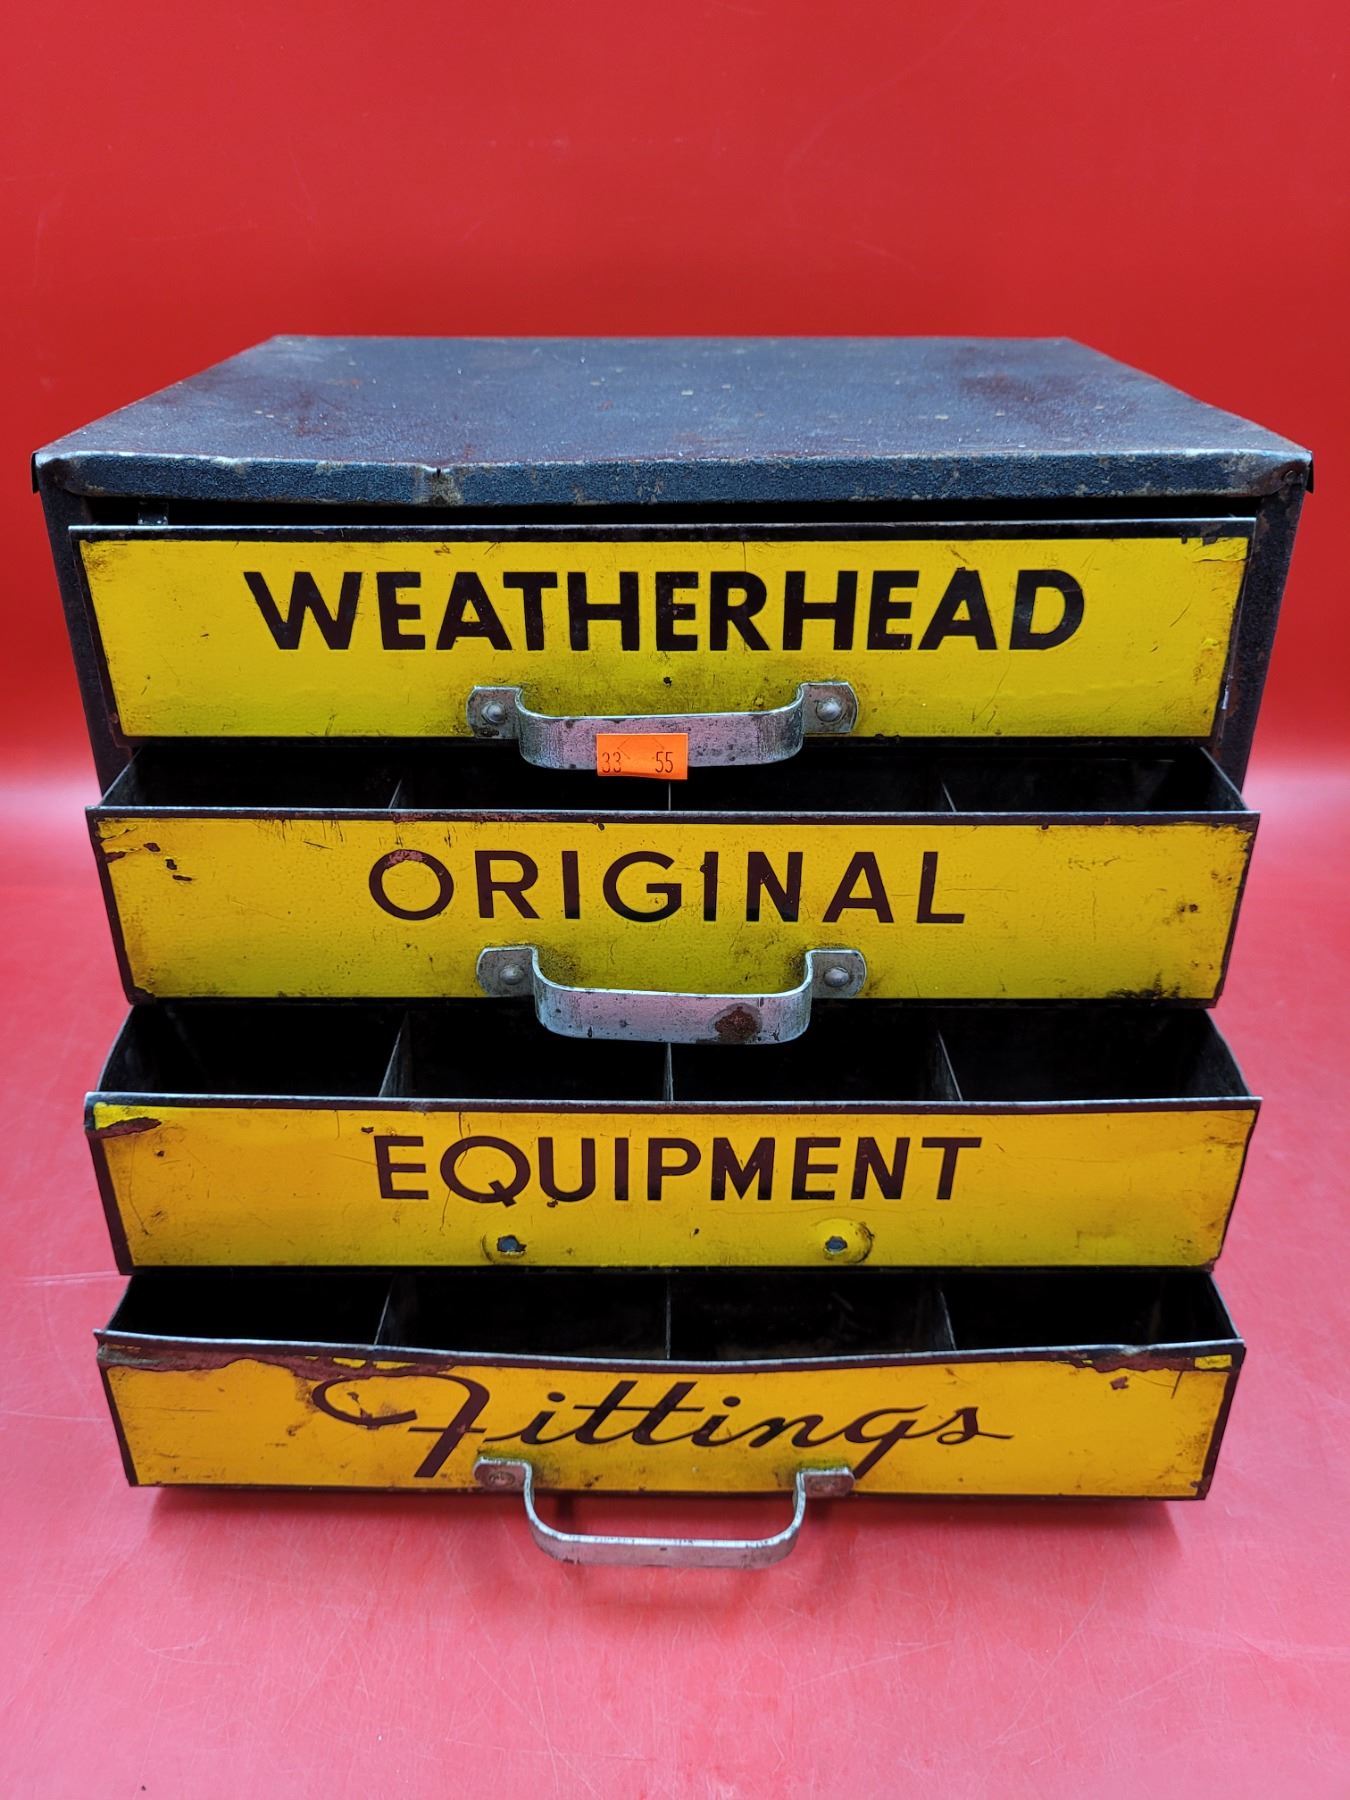 WEATHERHEAD
33 55
ORIGINAL
EQUIPMENT
Fittings